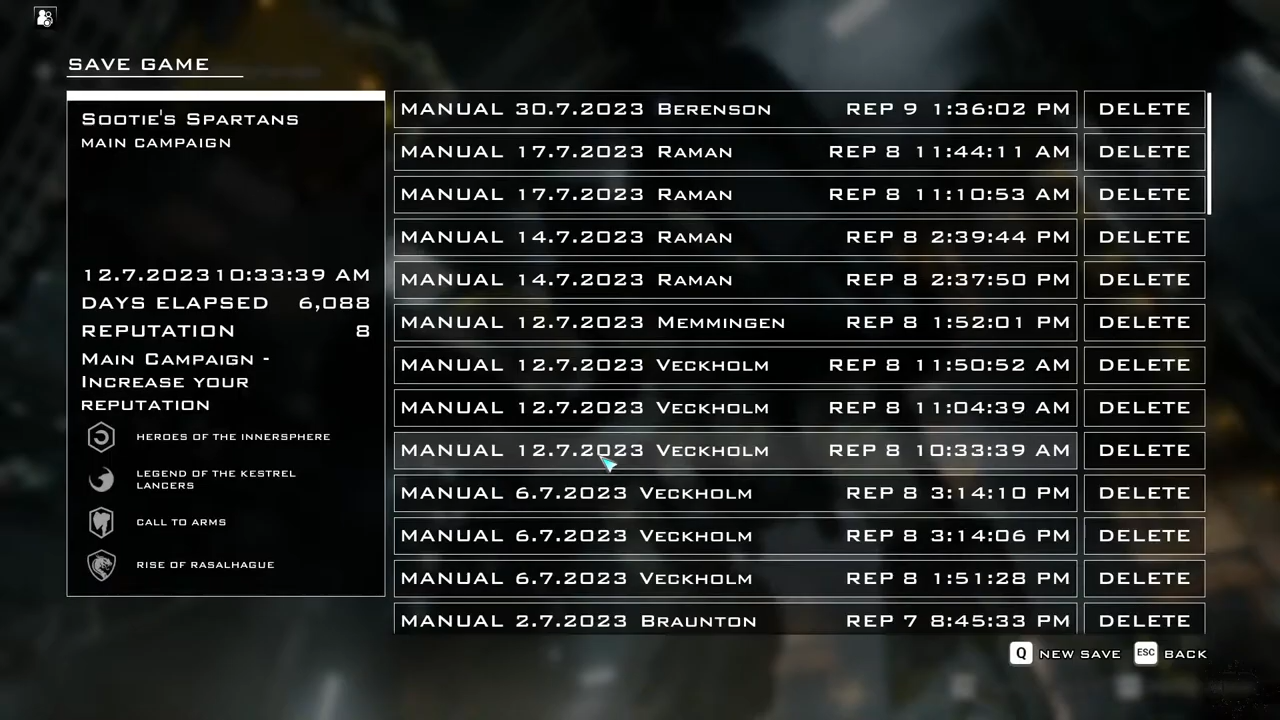 SAVE GAME
Sootie's Spartans
MAIN CAMPAIGN
12.7.2023 10:33:39 AM
DAYS ELAPSED 6,088
REPUTATION 8
Main Campaign -
Increase your
reputation
HEROES OF THE INNERSPHERE
LEGEND OF THE KESTREL
LANCERS
CALL TO ARMS
RISE OF RASALHAGUE
MANUAL 30.7.2023 Berenson REP 9 1:36:02 PM DELETE
MANUAL 17.7.2023 Raman REP 8 11:44:11 AM DELETE
MANUAL 17.7.2023 Raman REP 8 11:10:53 AM DELETE
MANUAL 14.7.2023 Raman REP 8 2:39:44 PM DELETE
MANUAL 14.7.2023 Raman REP 8 2:37:50 PM DELETE
MANUAL 12.7.2023 Memmingen REP 8 1:52:01 PM DELETE
MANUAL 12.7.2023 Veckholm REP 8 11:50:52 AM DELETE
MANUAL 12.7.2023 Veckholm REP 8 11:04:39 AM DELETE
MANUAL 12.7.2023 Veckholm REP 8 10:33:39 AM DELETE
MANUAL 6.7.2023 Veckholm REP 8 3:14:10 PM DELETE
MANUAL 6.7.2023 Veckholm REP 8 3:14:06 PM DELETE
MANUAL 6.7.2023 Veckholm REP 8 1:51:28 PM DELETE
MANUAL 2.7.2023 Braunton REP 7 8:45:33 PM DELETE
Q NEW SAVE ESC BACK